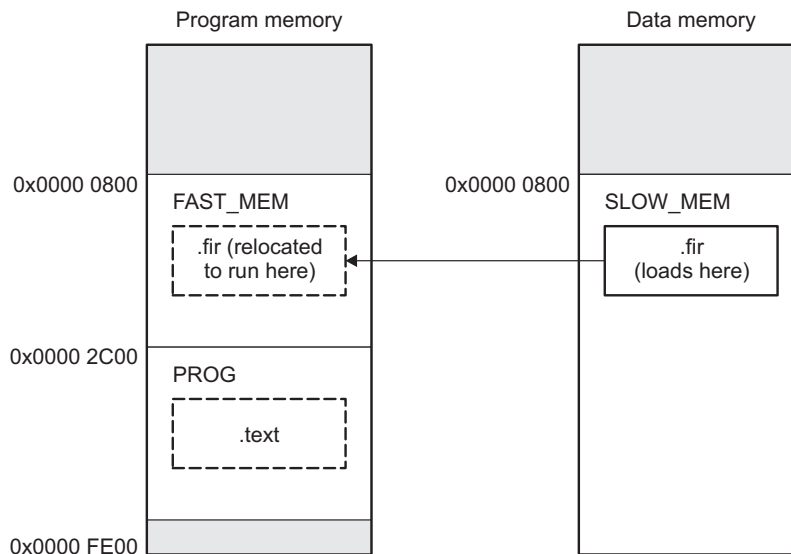 Program memory
Data memory
0x0000 0800
0x0000 0800
FAST_MEM
SLOW_MEM
.fir (relocated
to run here)
.fir
(loads here)
0x0000 2C00
PROG
.text
0x0000 FE00